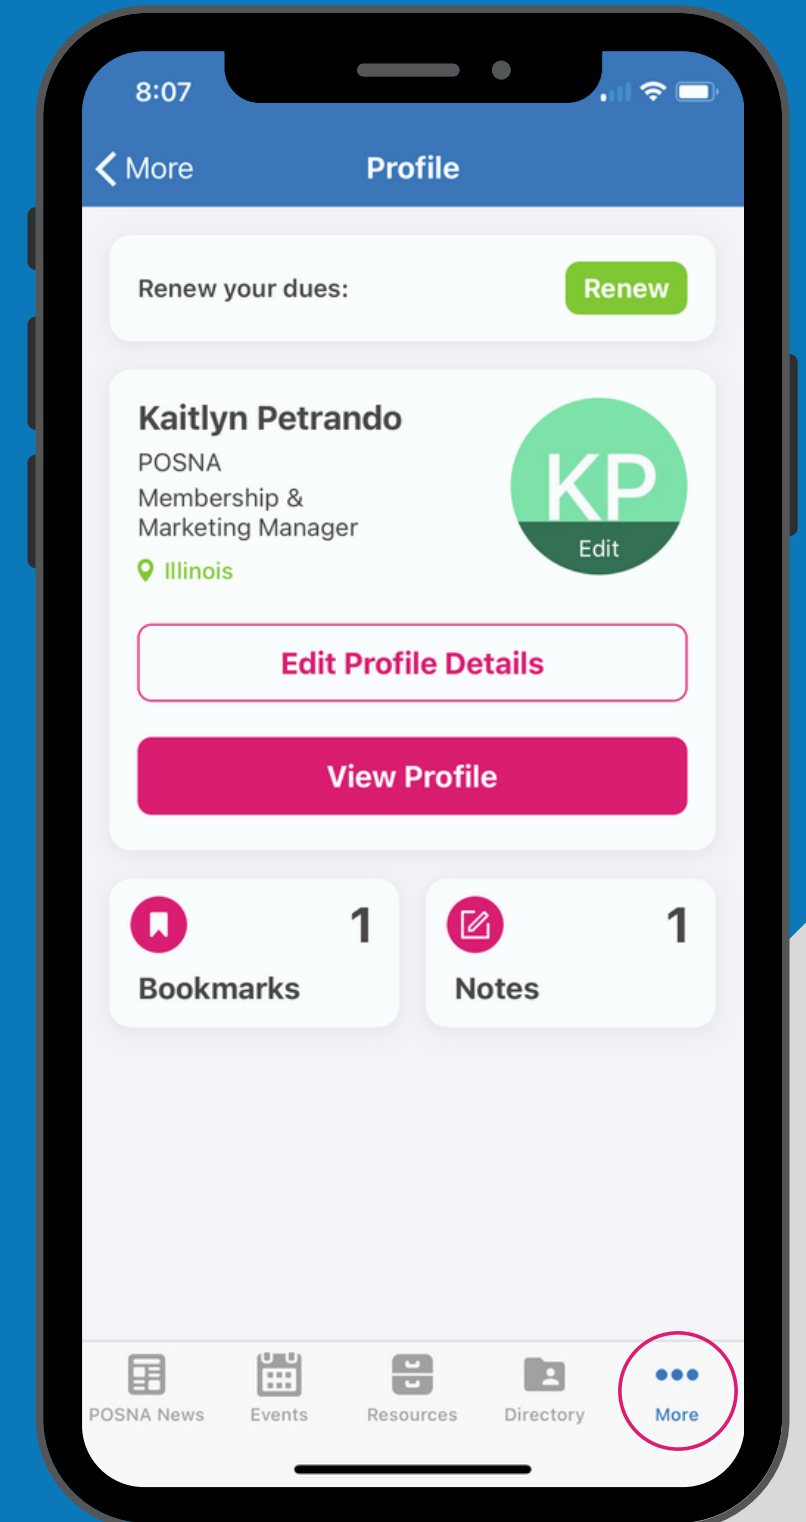 8:07
More
Profile
Renew your dues:
Renew
Kaitlyn Petrando
POSNA
Membership &
Marketing Manager
Illinois
KP
Edit
Edit Profile Details
View Profile
1
Bookmarks
1
Notes
POSNA News
Events
Resources
Directory
More